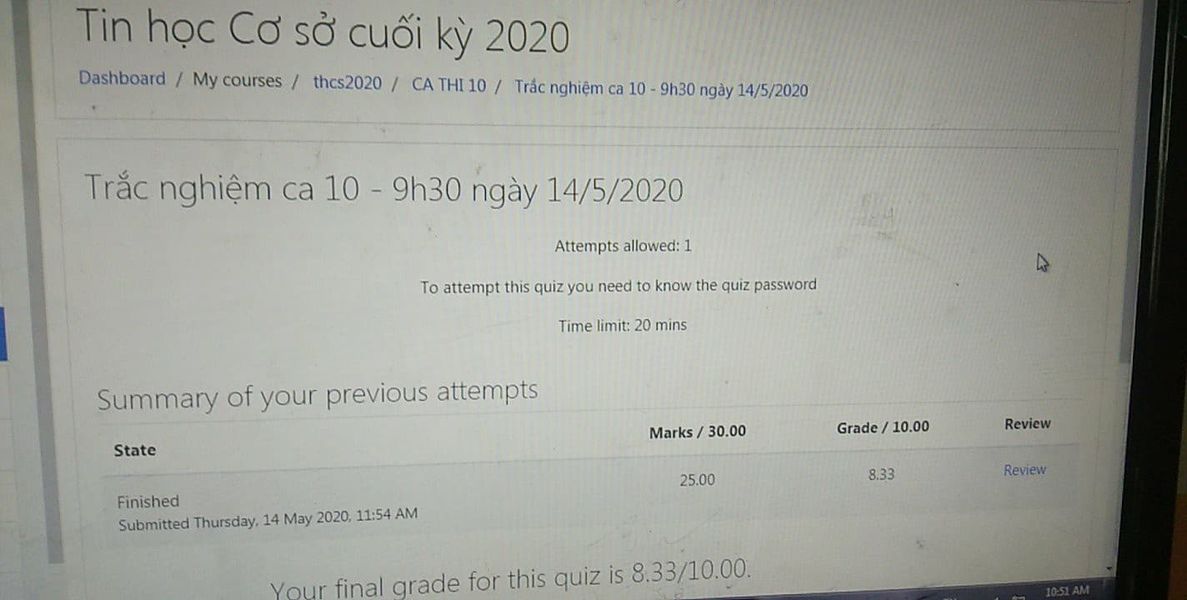 Tin học Cơ sở cuối kỳ 2020
Dashboard / My courses / thcs2020 / CA THI 10 / Trắc nghiệm ca 10 - 9h30 ngày 14/5/2020
Trắc nghiệm ca 10 - 9h30 ngày 14/5/2020
Attempts allowed: 1
To attempt this quiz you need to know the quiz password
Time limit: 20 mins
Summary of your previous attempts
State Marks / 30.00 Grade / 10.00 Review
Finished 25.00 8.33 Review
Submitted Thursday, 14 May 2020, 11:54 AM
Your final grade for this quiz is 8.33/10.00.
10:51 AM